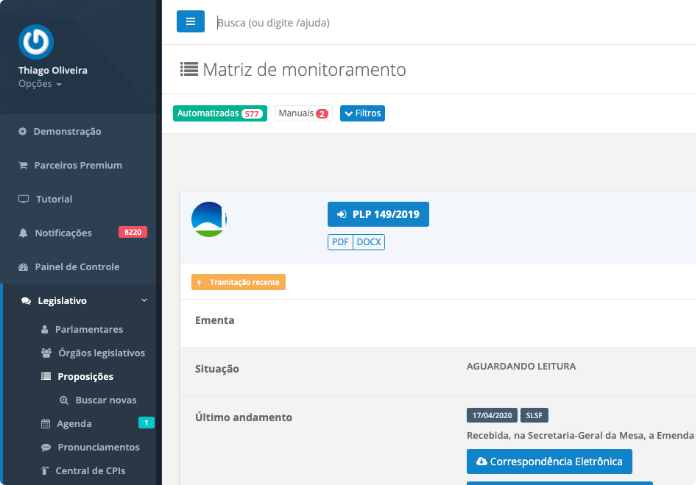 Busca (ou digite /ajuda)
Thiago Oliveira
Opções
Matriz de monitoramento
Automatizadas 577 Manuais 2 Filtros
Demonstração
Parceiros Premium
Tutorial
Notificações 8220
Painel de Controle
Legislativo
Parlamentares
Órgãos legislativos
Proposições
Buscar novas
Agenda 1
Pronunciamentos
Central de CPIs
PLP 149/2019
PDF DOCX
Tramitação recente
Ementa
Situação AGUARDANDO LEITURA
Último andamento 17/04/2020 SLSF
Recebida, na Secretaria-Geral da Mesa, a Emenda
Correspondência Eletrônica